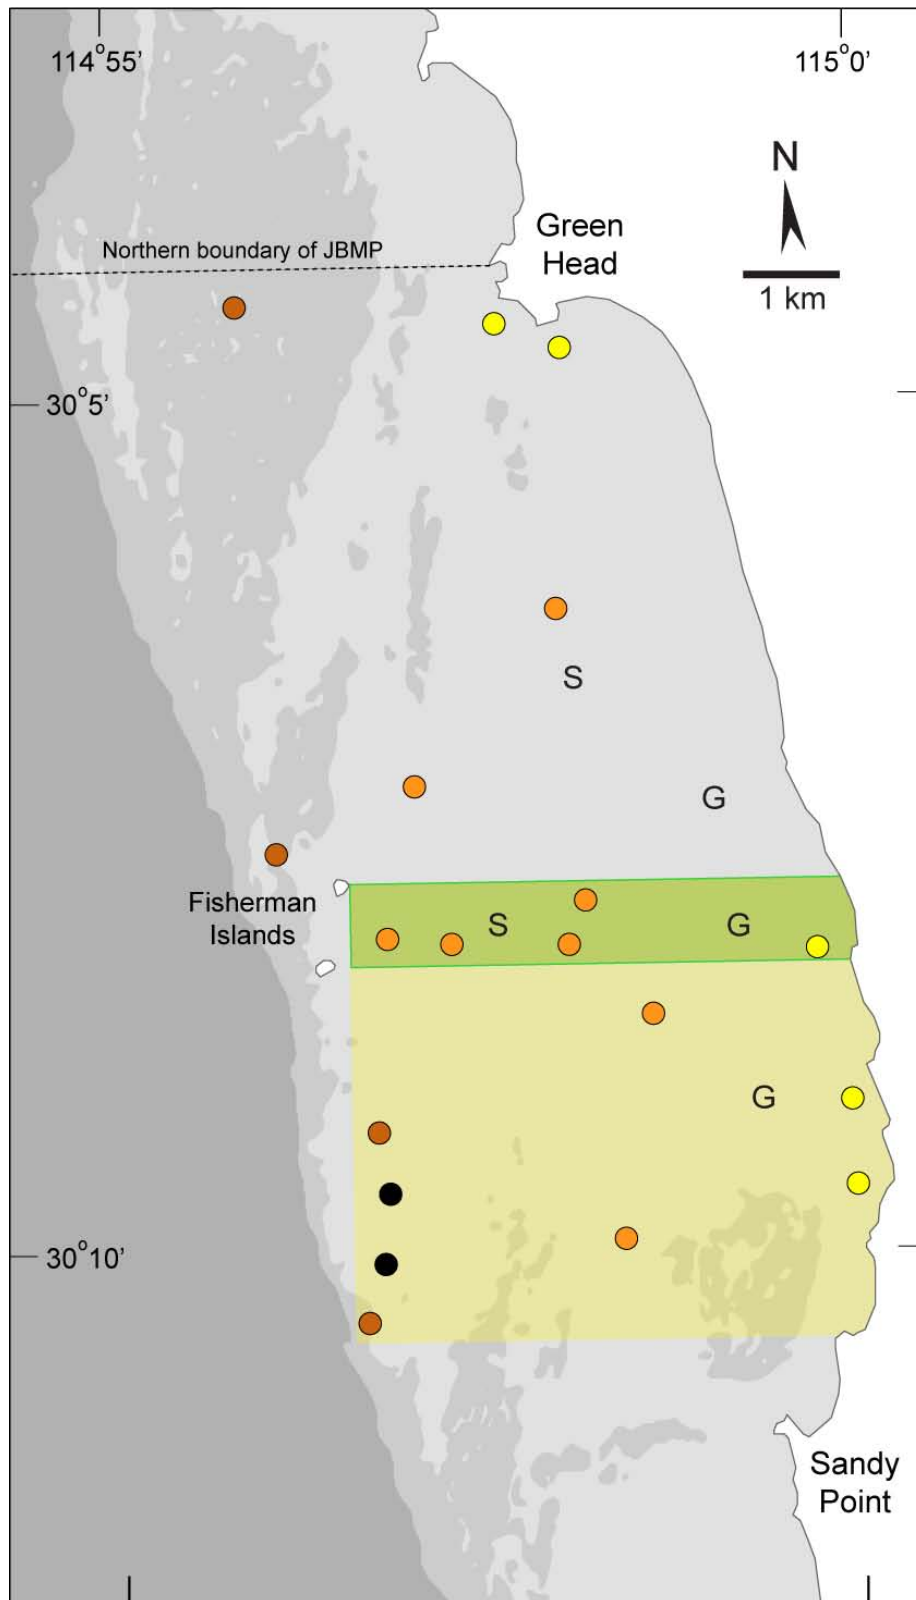 114°55’
115°0’
N
1 km
Green
Head
Northern boundary of JBMP
30°5’
S
G
Fisherman
Islands
S
G
G
30°10’
Sandy
Point